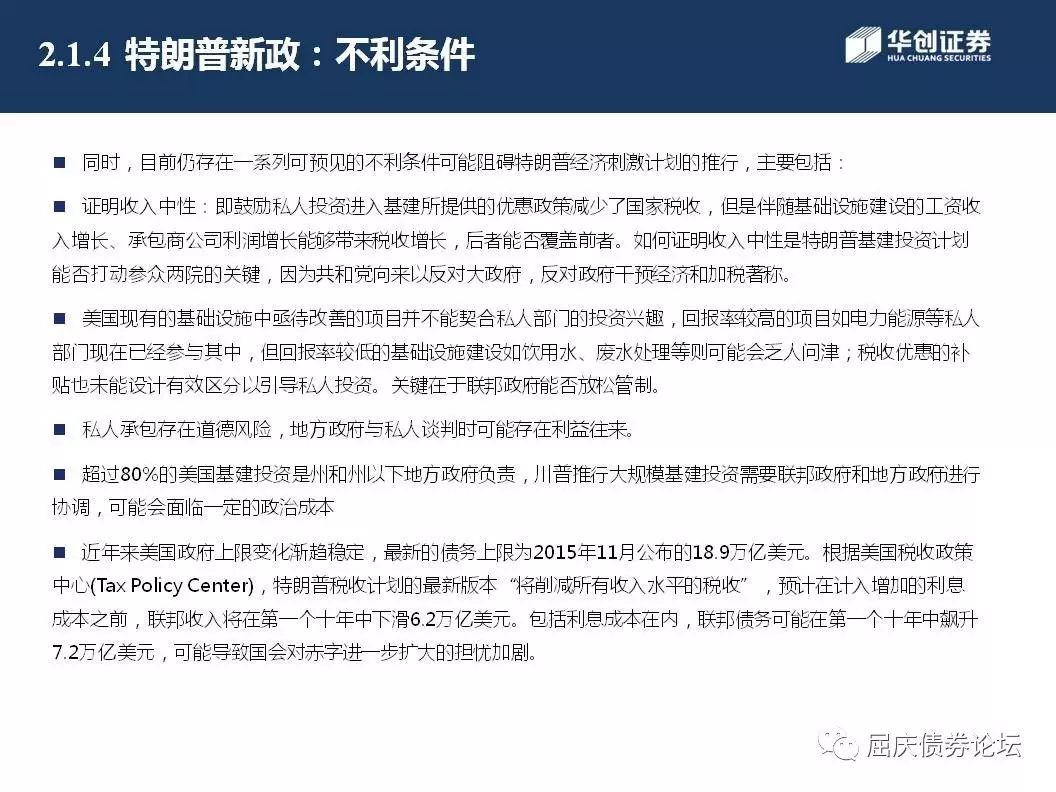 2.1.4 特朗普新政：不利条件
华创证券
HUA CHUANG SECURITIES
■ 同时，目前仍存在一系列可预见的不利条件可能阻碍特朗普经济刺激计划的推行，主要包括：
■ 证明收入中性：即鼓励私人投资进入基建所提供的优惠政策减少了国家税收，但是伴随基础设施建设的工资收
入增长、承包商公司利润增长能够带来税收增长，后者能否覆盖前者。如何证明收入中性是特朗普基建投资计划
能否打动参众两院的关键，因为共和党向来以反对大政府，反对政府干预经济和加税著称。
■ 美国现有的基础设施中亟待改善的项目并不能契合私人部门的投资兴趣，回报率较高的项目如电力能源等私人
部门现在已经参与其中，但回报率较低的基础设施建设如饮用水、废水处理等则可能会乏人问津；税收优惠的补
贴也未能设计有效区分以引导私人投资。关键在于联邦政府能否放松管制。
■ 私人承包存在道德风险，地方政府与私人谈判时可能存在利益往来。
■ 超过80%的美国基建投资是州和州以下地方政府负责，川普推行大规模基建投资需要联邦政府和地方政府进行
协调，可能会面临一定的政治成本
■ 近年来美国政府上限变化渐趋稳定，最新的债务上限为2015年11月公布的18.9万亿美元。根据美国税收政策
中心(Tax Policy Center)，特朗普税收计划的最新版本“将削减所有收入水平的税收”，预计在计入增加的利息
成本之前，联邦收入将在第一个十年中下滑6.2万亿美元。包括利息成本在内，联邦债务可能在第一个十年中飙升
7.2万亿美元，可能导致国会对赤字进一步扩大的担忧加剧。
屈庆债券论坛